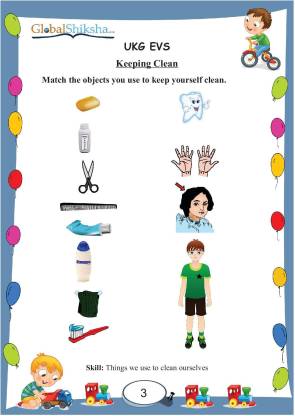 GlobalShiksha.com
UKG EVS
Keeping Clean
Match the objects you use to keep yourself clean.
Skill: Things we use to clean ourselves
3